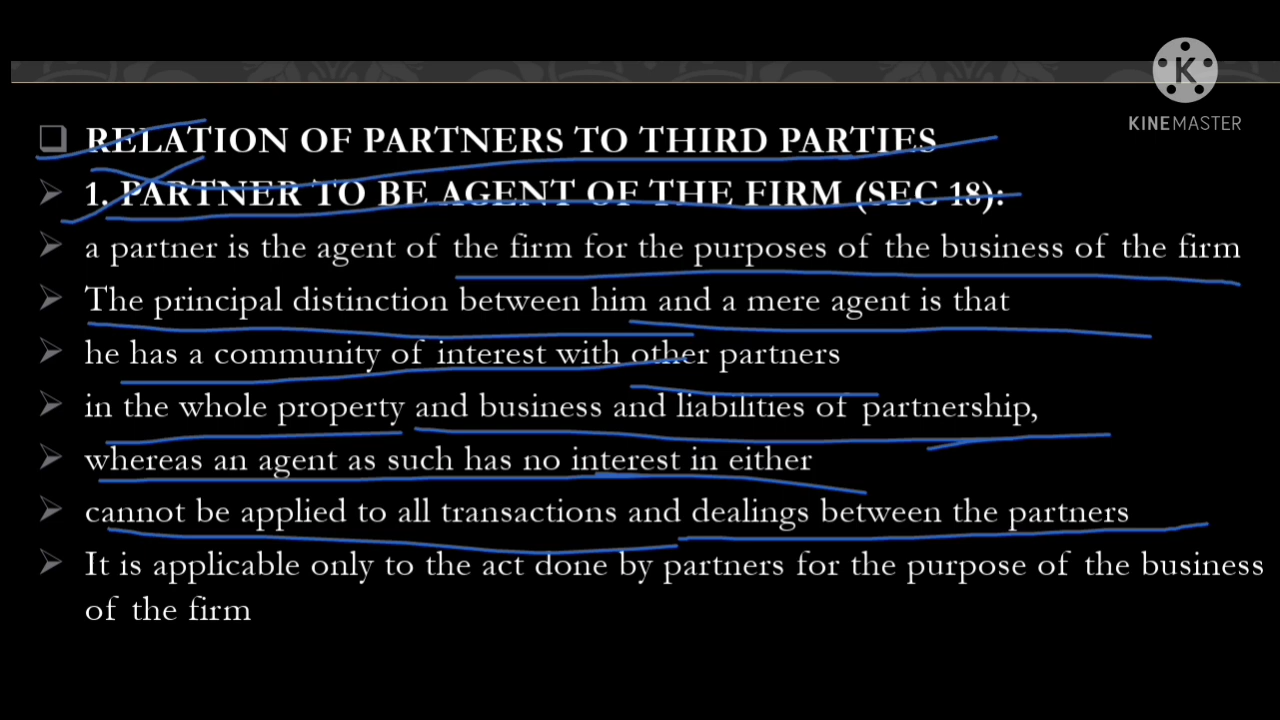 K
KINEMASTER
RELATION OF PARTNERS TO THIRD PARTIES
1. PARTNER TO BE AGENT OF THE FIRM (SEC 18):
a partner is the agent of the firm for the purposes of the business of the firm
The principal distinction between him and a mere agent is that
he has a community of interest with other partners
in the whole property and business and liabilities of partnership,
whereas an agent as such has no interest in either
cannot be applied to all transactions and dealings between the partners
It is applicable only to the act done by partners for the purpose of the business
of the firm